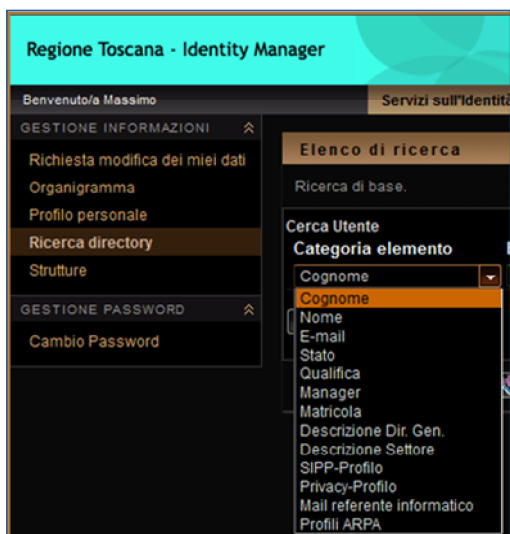 Regione Toscana - Identity Manager
Benvenuto/a Massimo
Servizi sull'Identità
GESTIONE INFORMAZIONI
Richiesta modifica dei miei dati
Organigramma
Profilo personale
Ricerca directory
Strutture
GESTIONE PASSWORD
Cambio Password
Elenco di ricerca
Ricerca di base.
Cerca Utente
Categoria elemento
Cognome
Cognome
Nome
E-mail
Stato
Qualifica
Manager
Matricola
Descrizione Dir. Gen.
Descrizione Settore
SIPP-Profilo
Privacy-Profilo
Mail referente informatico
Profili ARPA